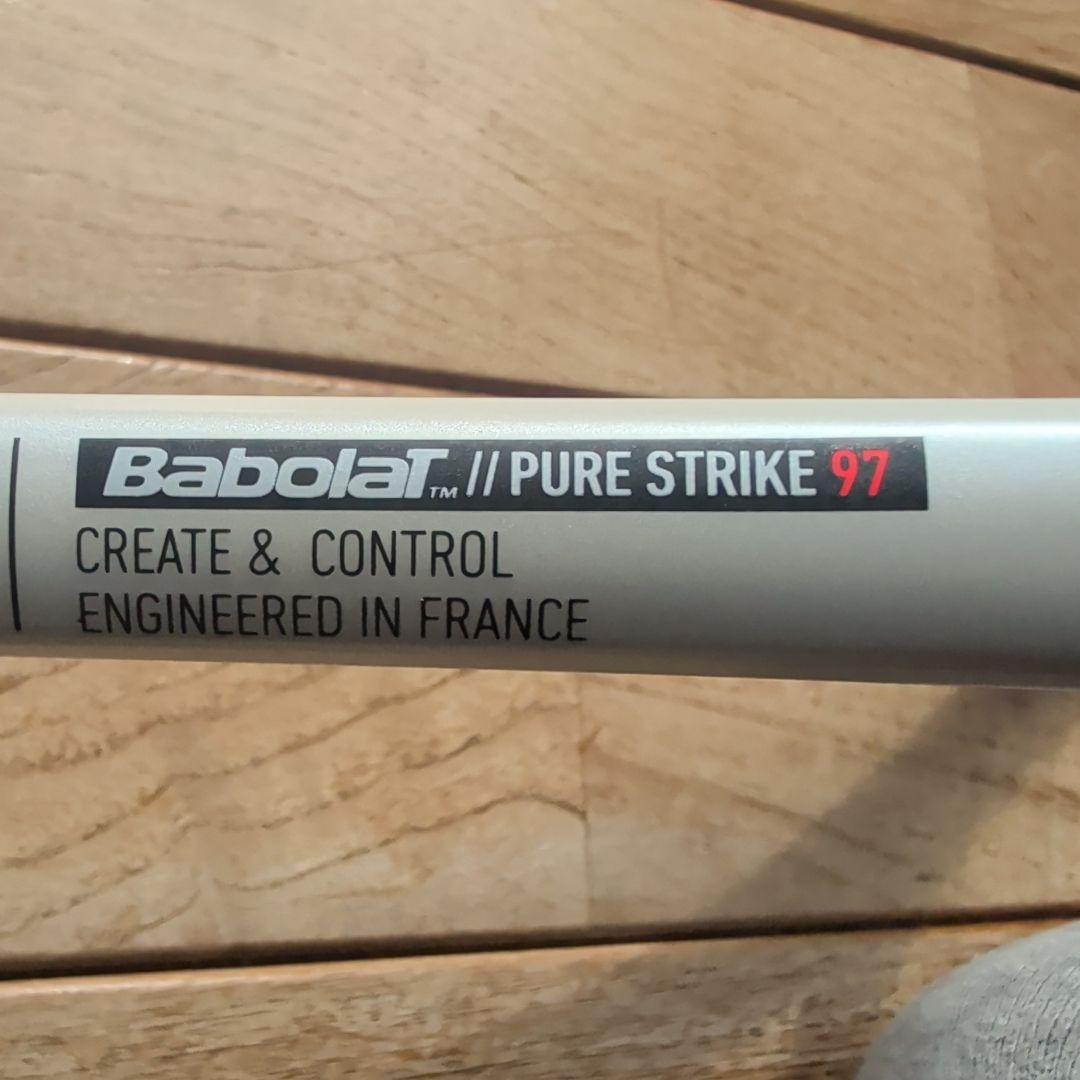 BabolaT™ // PURE STRIKE 97
CREATE & CONTROL
ENGINEERED IN FRANCE